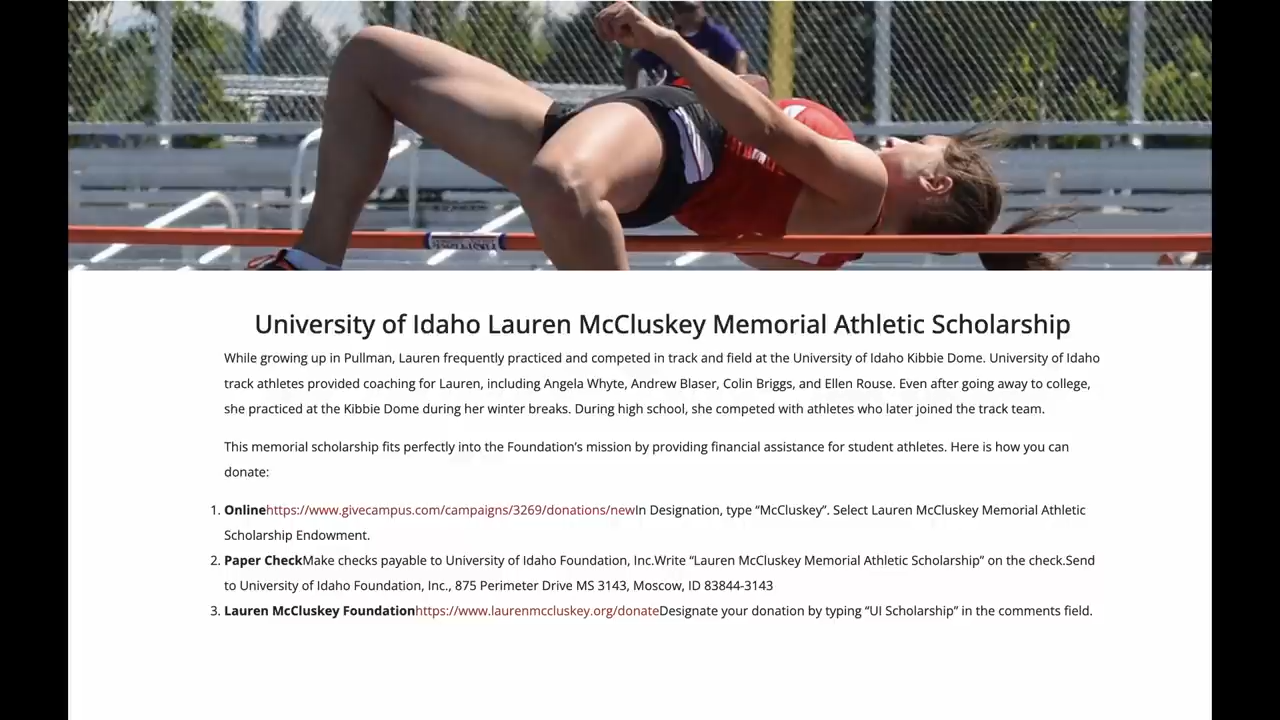 University of Idaho Lauren McCluskey Memorial Athletic Scholarship
While growing up in Pullman, Lauren frequently practiced and competed in track and field at the University of Idaho Kibbie Dome. University of Idaho
track athletes provided coaching for Lauren, including Angela Whyte, Andrew Blaser, Colin Briggs, and Ellen Rouse. Even after going away to college,
she practiced at the Kibbie Dome during her winter breaks. During high school, she competed with athletes who later joined the track team.
This memorial scholarship fits perfectly into the Foundation’s mission by providing financial assistance for student athletes. Here is how you can
donate:
1. Onlinehttps://www.givecampus.com/campaigns/3269/donations/newIn Designation, type “McCluskey”. Select Lauren McCluskey Memorial Athletic
Scholarship Endowment.
2. Paper CheckMake checks payable to University of Idaho Foundation, Inc.Write “Lauren McCluskey Memorial Athletic Scholarship” on the check.Send
to University of Idaho Foundation, Inc., 875 Perimeter Drive MS 3143, Moscow, ID 83844-3143
3. Lauren McCluskey Foundationhttps://www.laurenmccluskey.org/donateDesignate your donation by typing “UI Scholarship” in the comments field.